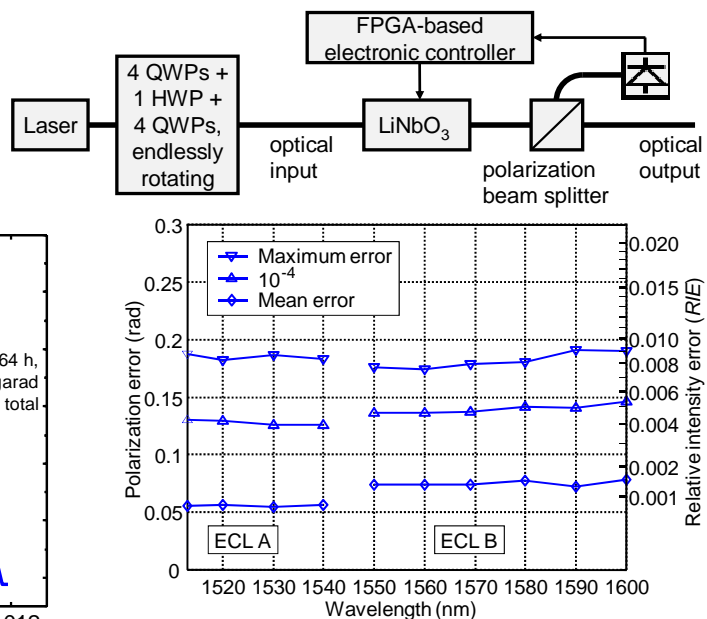 FPGA-based
electronic controller
4 QWPs +
1 HWP +
4 QWPs,
endlessly
rotating
Laser
LiNbO3
optical
input
polarization
beam splitter
optical
output
64 h,
garad
total
Polarization error (rad)
0.3
0.25
0.2
0.15
0.1
0.05
0
Maximum error
10-4
Mean error
ECL A
ECL B
0.020
0.015
0.010
0.008
0.006
0.004
0.002
0.001
Relative intensity error (RIE)
1520 1530 1540 1550 1560 1570 1580 1590 1600
Wavelength (nm)